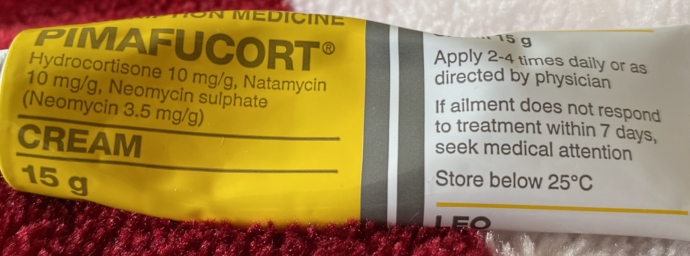 MEDICINE
PIMAFUCORT®
Hydrocortisone 10 mg/g, Natamycin
10 mg/g, Neomycin sulphate
(Neomycin 3.5 mg/g)
CREAM
15 g
15 g
Apply 2-4 times daily or as
directed by physician
If ailment does not respond
to treatment within 7 days,
seek medical attention
Store below 25°C
LEO